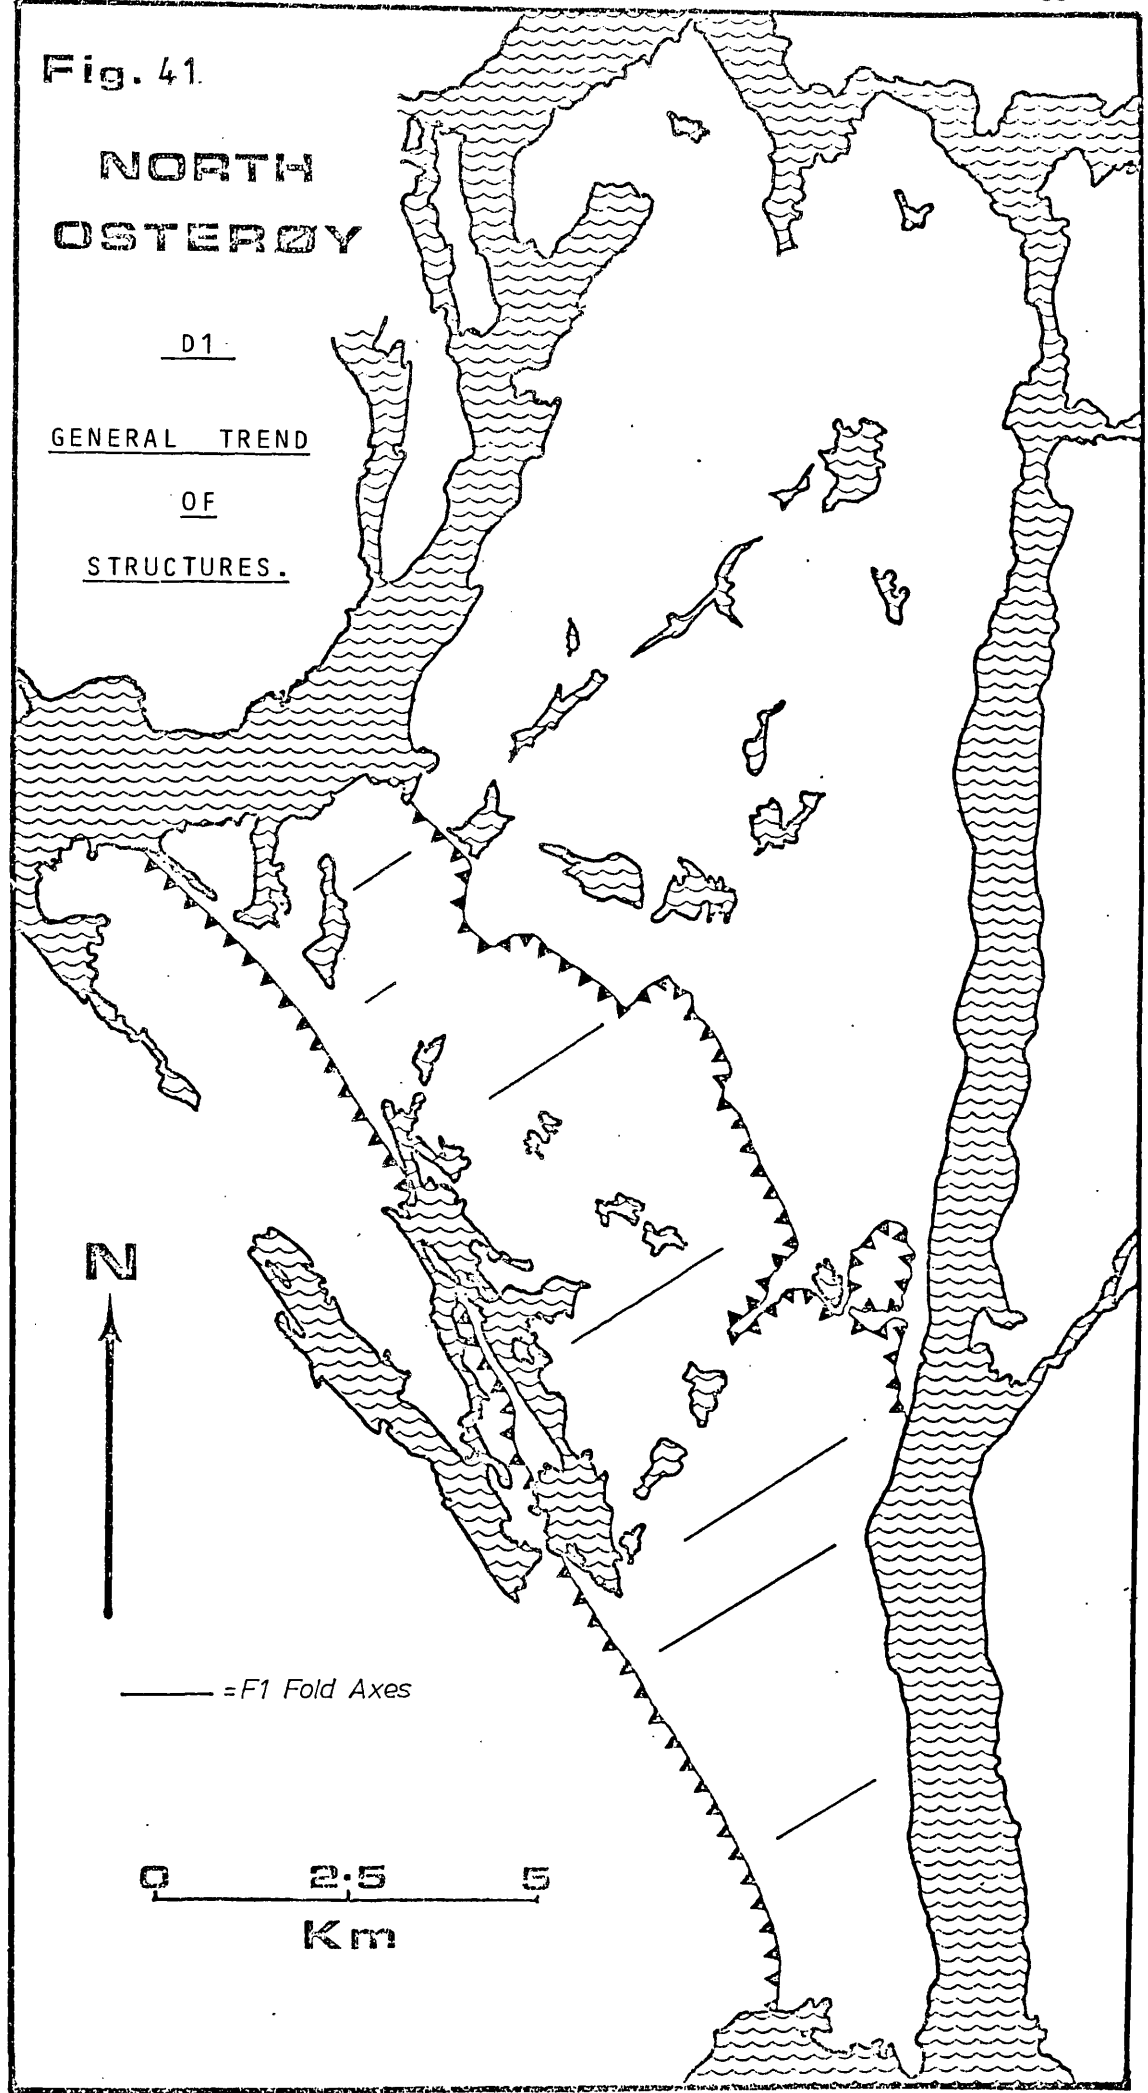 Fig. 41.
NORTH
OSTERØY
D1
GENERAL TREND
OF
STRUCTURES.
N
= F1 Fold Axes
0 2·5 5
Km